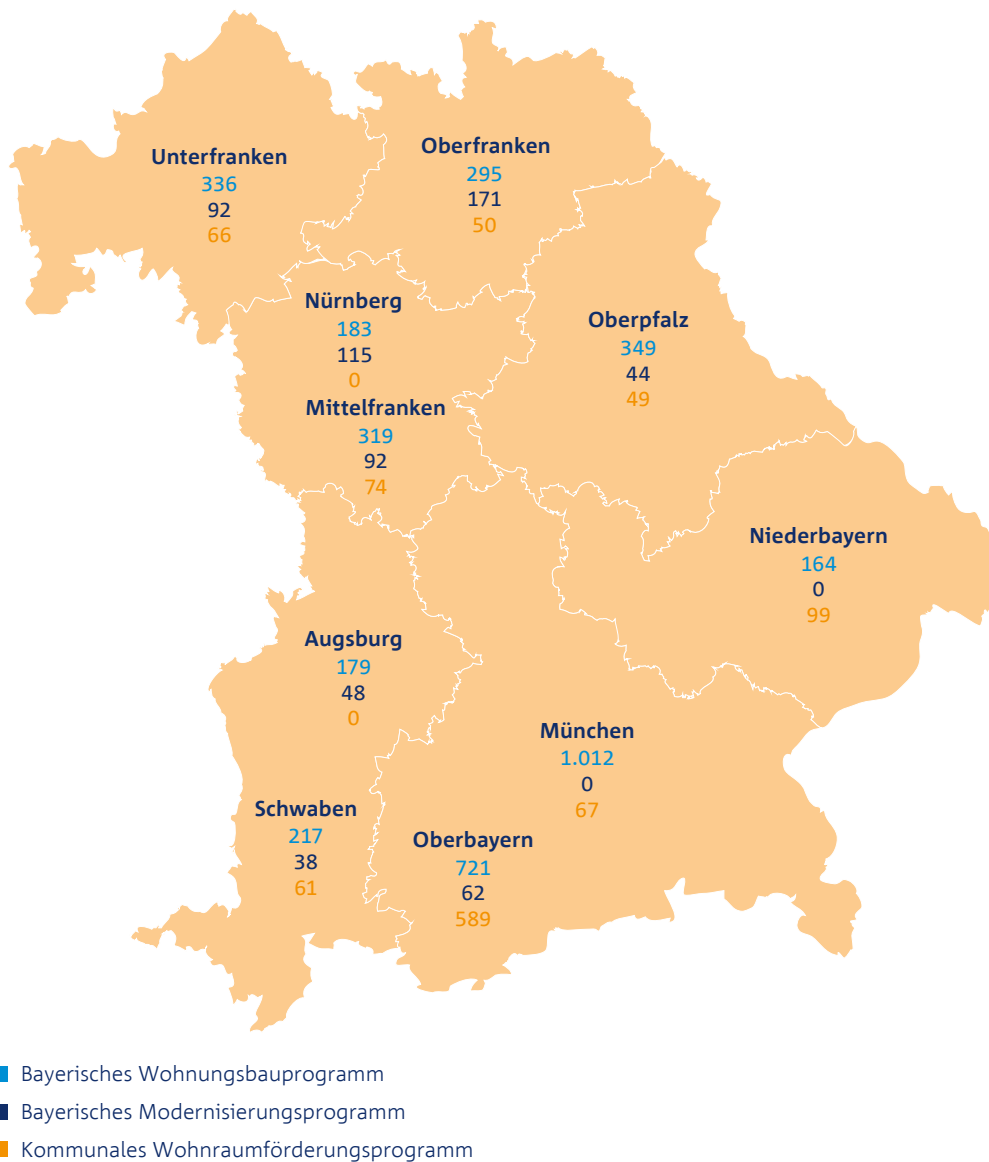 Unterfranken
336
92
66
Oberfranken
295
171
50
Nürnberg
183
115
0
Mittelfranken
319
92
74
Oberpfalz
349
44
49
Niederbayern
164
0
99
Augsburg
179
48
0
München
1.012
0
67
Schwaben
217
38
61
Oberbayern
721
62
589
Bayerisches Wohnungsbauprogramm
Bayerisches Modernisierungsprogramm
Kommunales Wohnraumförderungsprogramm